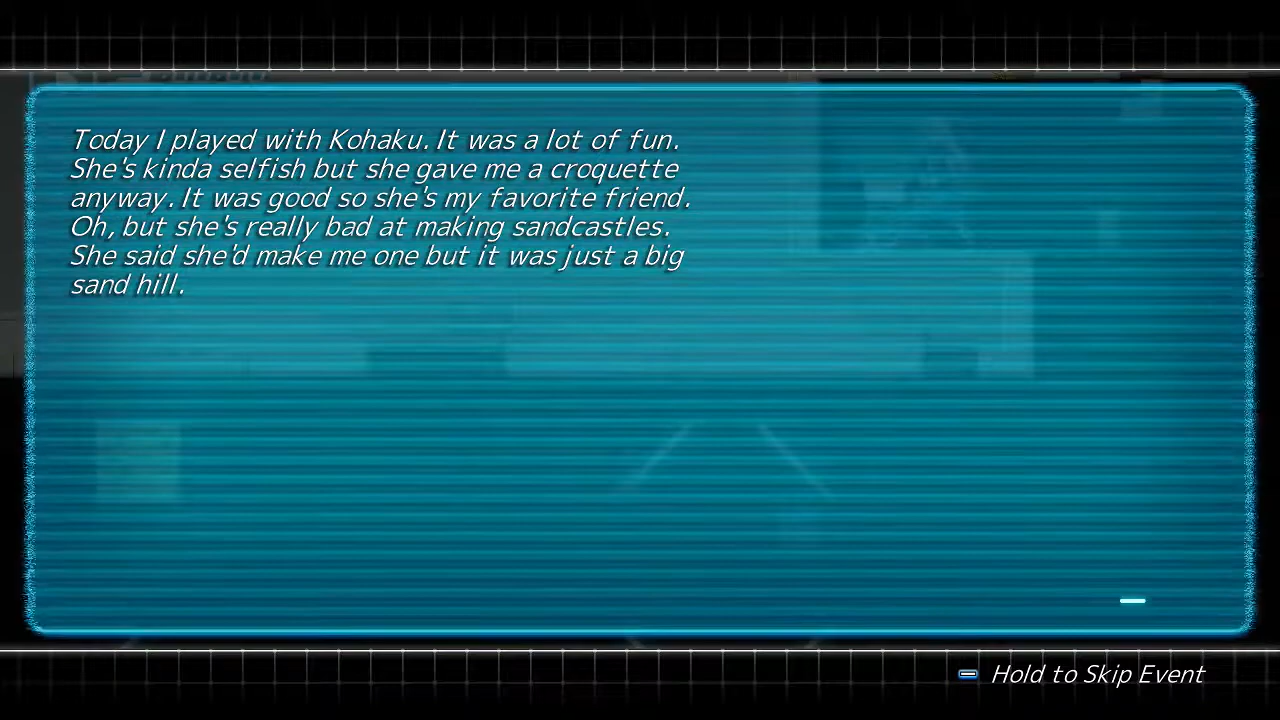 Today I played with Kohaku. It was a lot of fun.
She's kinda selfish but she gave me a croquette
anyway. It was good so she's my favorite friend.
Oh, but she's really bad at making sandcastles.
She said she'd make me one but it was just a big
sand hill.
Hold to Skip Event